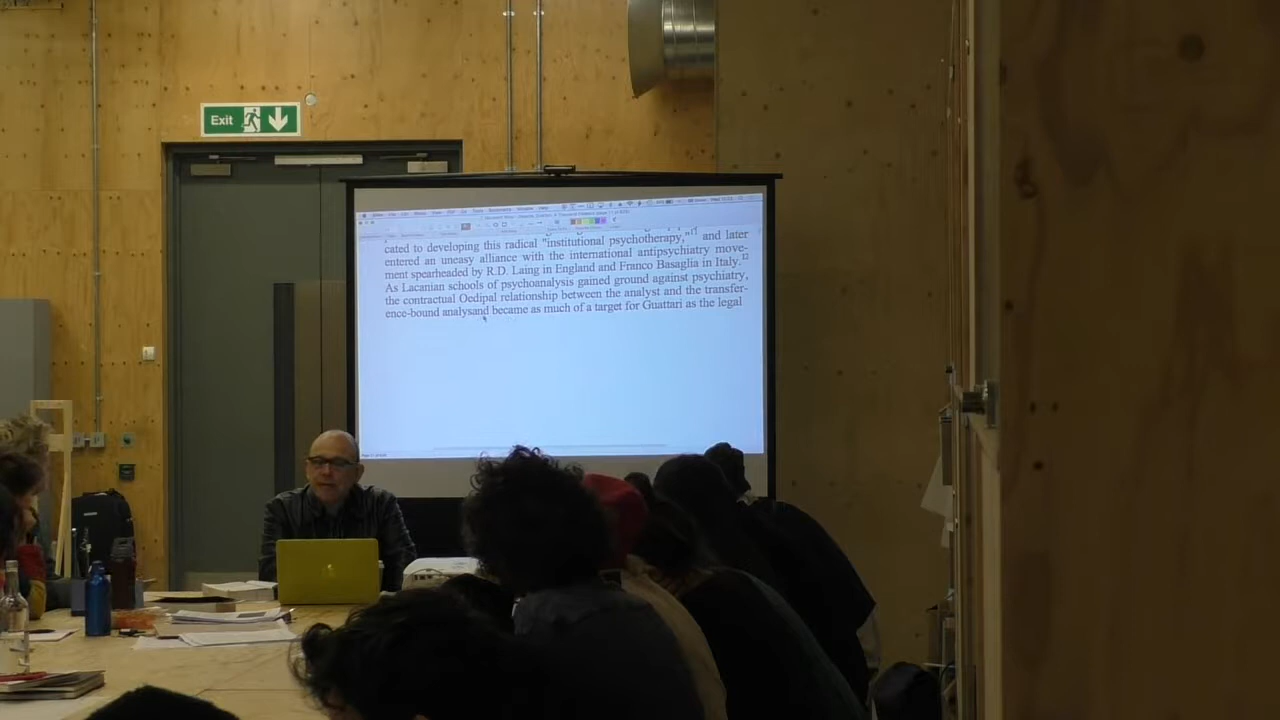 Exit
cated to developing this radical "institutional psychotherapy," and later
entered an uneasy alliance with the international antipsychiatry move-
ment spearheaded by R.D. Laing in England and Franco Basaglia in Italy.12
As Lacanian schools of psychoanalysis gained ground against psychiatry,
the contractual Oedipal relationship between the analyst and the transfer-
ence-bound analysand became as much of a target for Guattari as the legal